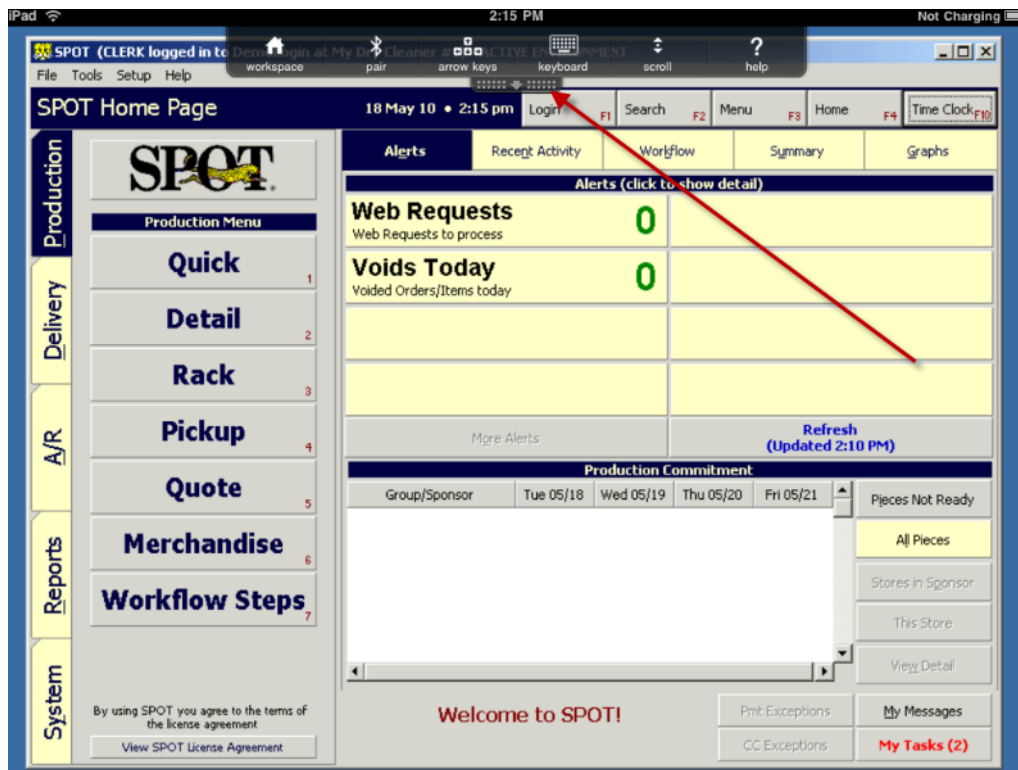 iPad 2:15 PM Not Charging
SPOT (CLERK logged in to Demo Login at My Dry Cleaner #
workspace pair arrow keys keyboard scroll help
File Tools Setup Help
SPOT Home Page 18 May 10 • 2:15 pm Login F1 Search F2 Menu F3 Home F4 Time Clock F10
Production
Delivery
A/R
Reports
System
SPOT.
Production Menu
Quick 1
Detail 2
Rack 3
Pickup 4
Quote 5
Merchandise 6
Workflow Steps 7
By using SPOT you agree to the terms of
the license agreement
View SPOT License Agreement
Alerts Recent Activity Workflow Summary Graphs
Alerts (click to show detail)
Web Requests 0
Web Requests to process
Voids Today 0
Voided Orders/Items today
More Alerts
Refresh
(Updated 2:10 PM)
Production Commitment
Group/Sponsor Tue 05/18 Wed 05/19 Thu 05/20 Fri 05/21
Pieces Not Ready
All Pieces
Stores in Sponsor
This Store
View Detail
Welcome to SPOT!
Pmt Exceptions My Messages
CC Exceptions My Tasks (2)